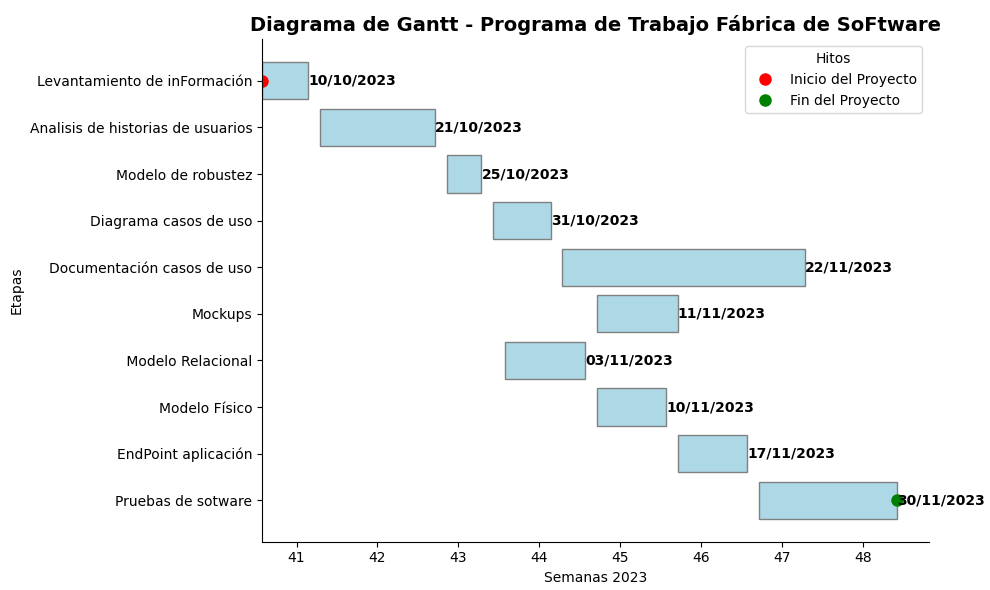 Diagrama de Gantt - Programa de Trabajo Fábrica de SoFtware
Hitos
Inicio del Proyecto
Fin del Proyecto
Etapas
Levantamiento de inFormación
10/10/2023
Analisis de historias de usuarios
21/10/2023
Modelo de robustez
25/10/2023
Diagrama casos de uso
31/10/2023
Documentación casos de uso
22/11/2023
Mockups
11/11/2023
Modelo Relacional
03/11/2023
Modelo Físico
10/11/2023
EndPoint aplicación
17/11/2023
Pruebas de sotware
30/11/2023
41 42 43 44 45 46 47 48
Semanas 2023